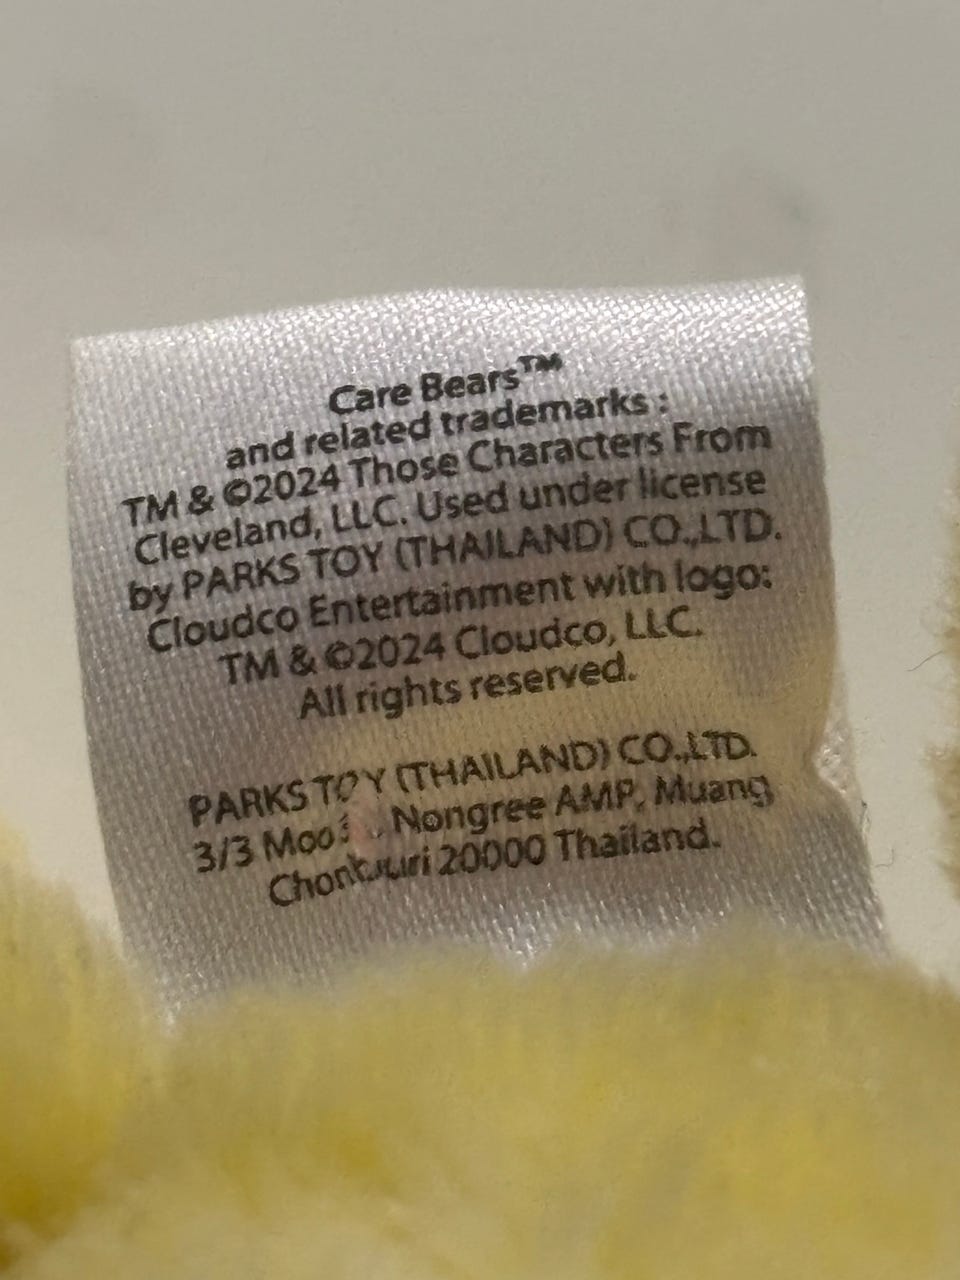 Care Bears™
and related trademarks :
TM & ©2024 Those Characters From
Cleveland, LLC. Used under license
by PARKS TOY (THAILAND) CO.,LTD.
Cloudco Entertainment with logo:
TM & ©2024 Cloudco, LLC.
All rights reserved.
PARKS TOY (THAILAND) CO.,LTD.
3/3 Moo Nongree AMP, Muang
20000 Thailand.